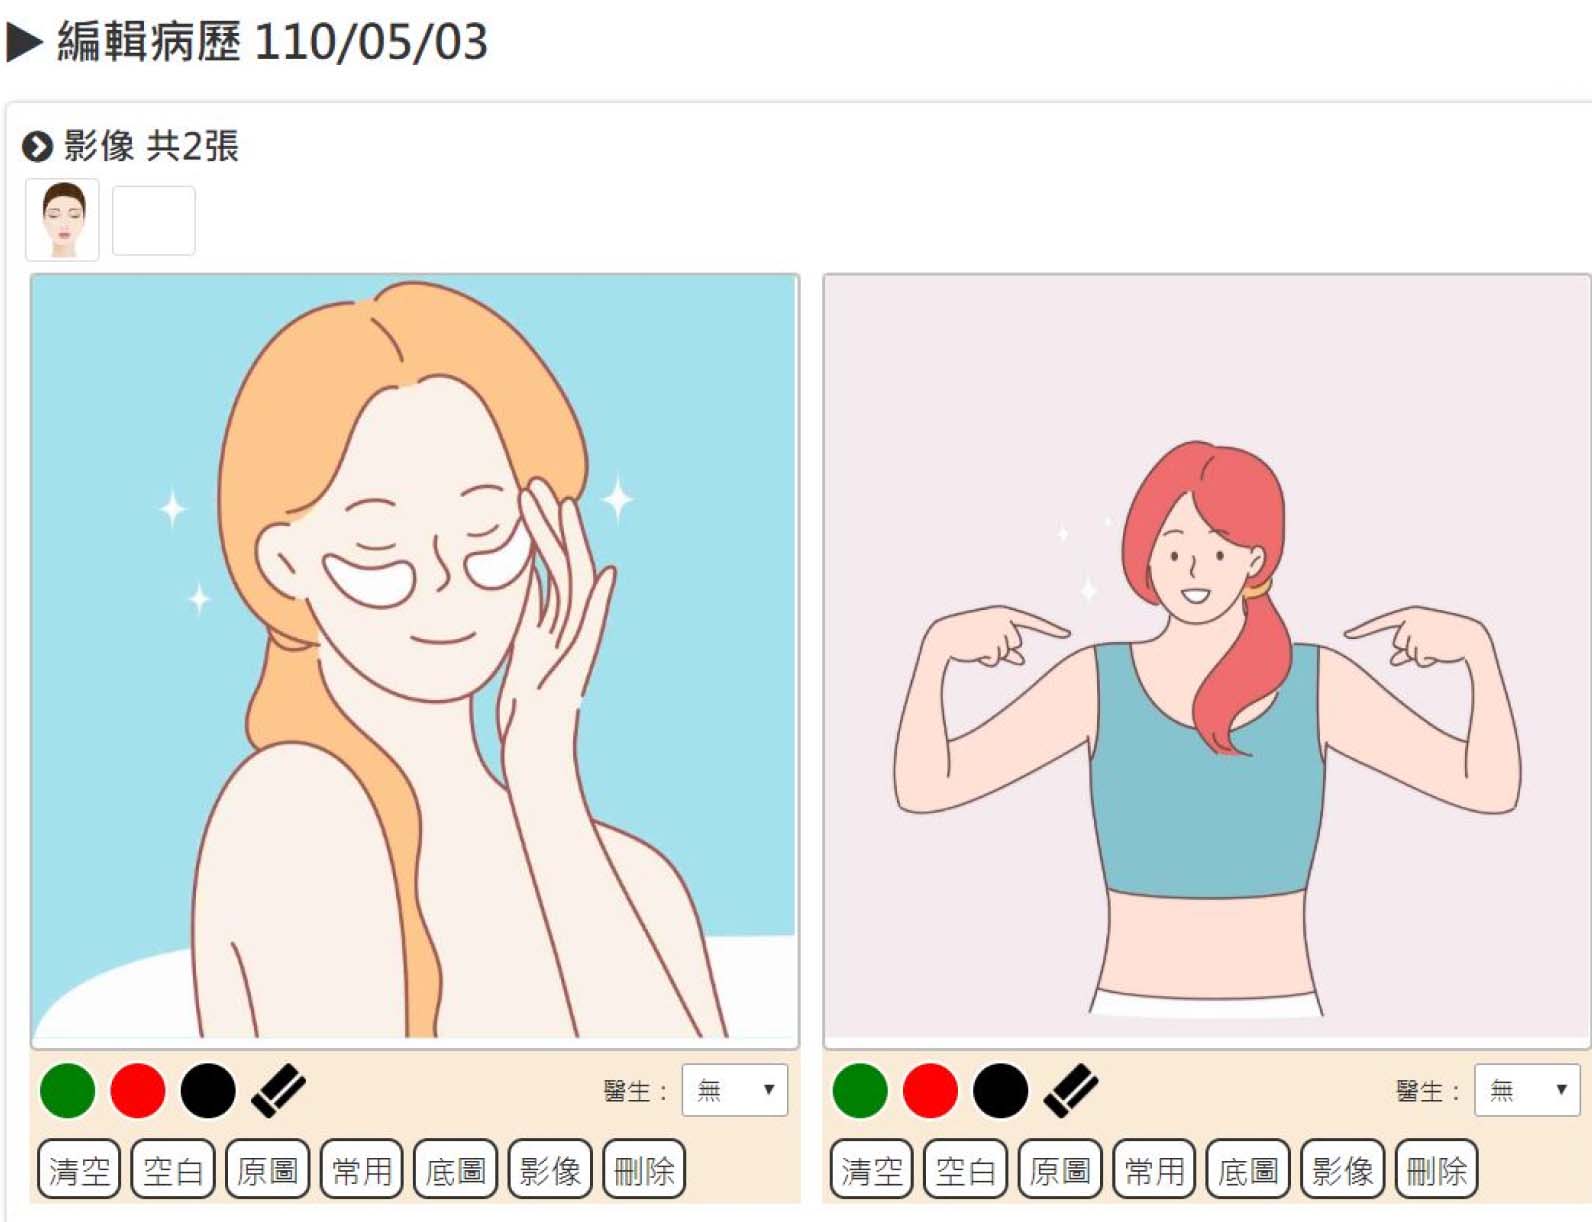 編輯病歷 110/05/03
影像 共2張
醫生： 無
清空 空白 原圖 常用 底圖 影像 刪除
醫生： 無
清空 空白 原圖 常用 底圖 影像 刪除